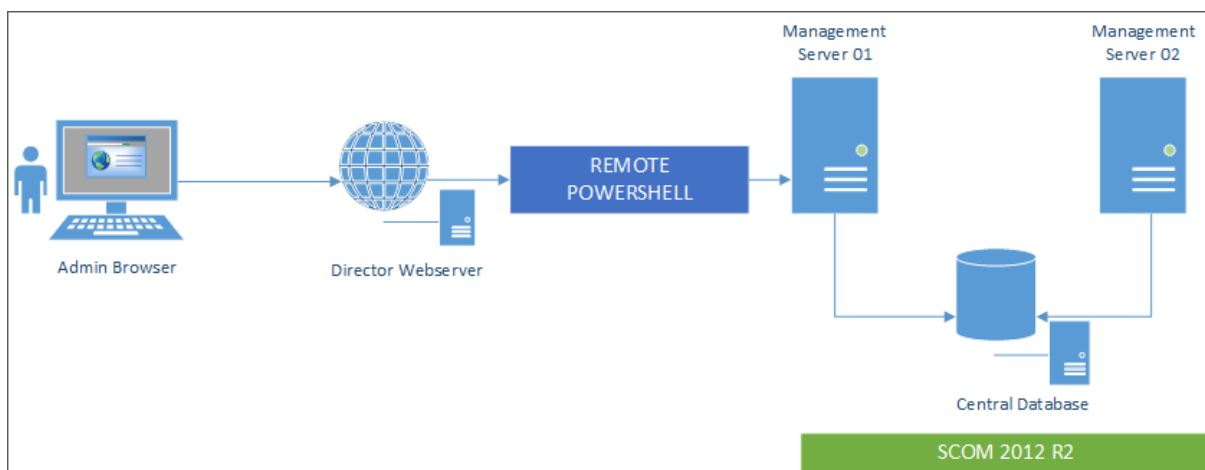 Management
Server 01
Management
Server 02
REMOTE
POWERSHELL
Admin Browser
Director Webserver
Central Database
SCOM 2012 R2